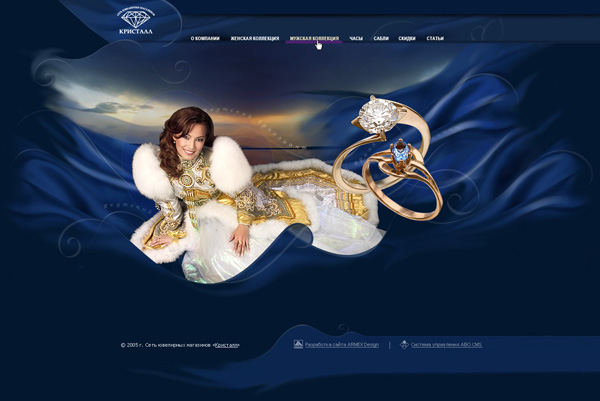 КРИСТАЛЛ
О КОМПАНИИ ЖЕНСКАЯ КОЛЛЕКЦИЯ МУЖСКАЯ КОЛЛЕКЦИЯ ЧАСЫ САБЛИ СКИДКИ СТАТЬИ
© 2005 г. Сеть ювелирных магазинов «Кристалл» Разработка сайта ARMEX Design | Система управления ABO.CMS